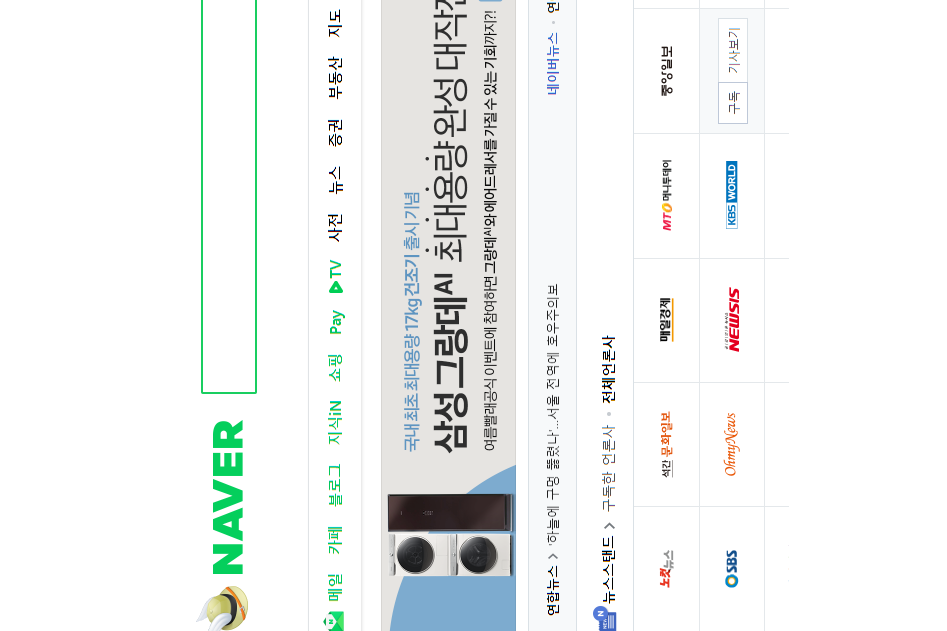 NAVER
메일 카페 블로그 지식iN 쇼핑 Pay TV 사전 뉴스 증권 부동산 지도
국내 최초 최대용량 17kg 건조기 출시 기념
삼성 그랑데AI 최대용량 완성 대작전
여름빨래공식 이벤트에 참여하면 그랑데AI와 에어드레서를 가질 수 있는 기회까지?!
연합뉴스 > '하늘에 구멍 뚫렸나'...서울 전역에 호우주의보 네이버뉴스 · 연
뉴스스탠드 > 구독한 언론사 · 전체언론사
노컷뉴스 석간 문화일보 매일경제 MTO 머니투데이 중앙일보
SBS OhmyNews NEWSIS KBS WORLD 구독 기사보기